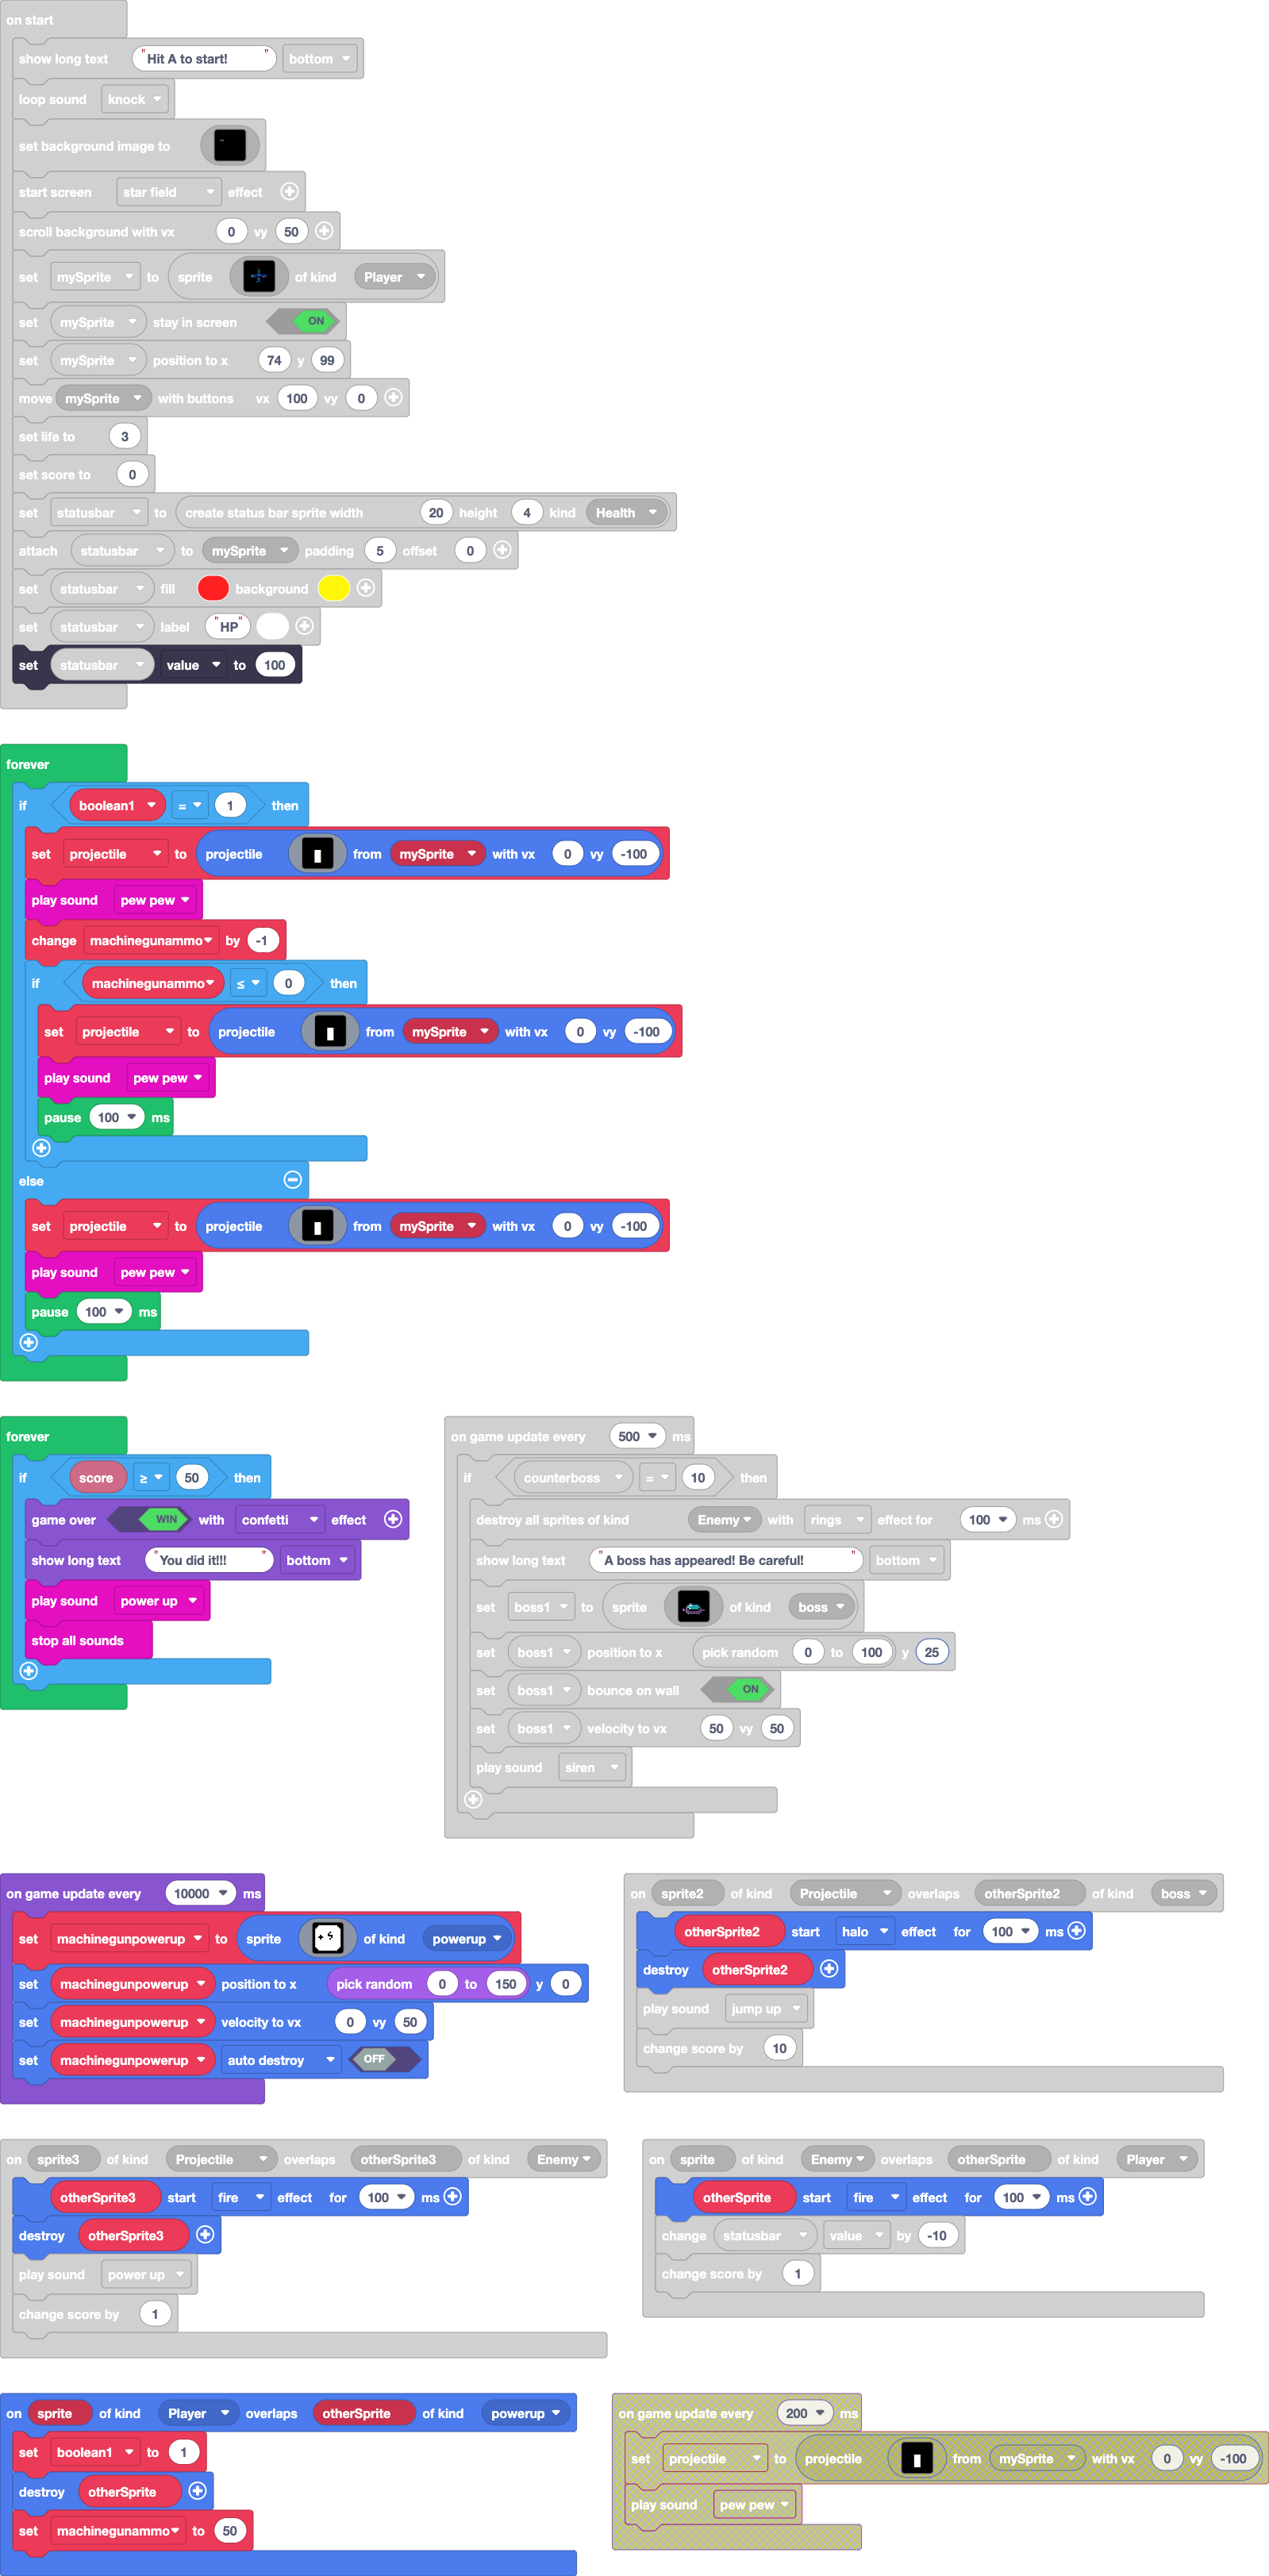 on start
show long text "Hit A to start!" bottom
loop sound knock
set background image to
start screen star field effect
scroll background with vx 0 vy 50
set mySprite to sprite of kind Player
set mySprite stay in screen ON
set mySprite position to x 74 y 99
move mySprite with buttons vx 100 vy 0
set life to 3
set score to 0
set statusbar to create status bar sprite width 20 height 4 kind Health
attach statusbar to mySprite padding 5 offset 0
set statusbar fill background
set statusbar label "HP"
set statusbar value to 100
forever
if boolean1 = 1 then
set projectile to projectile from mySprite with vx 0 vy -100
play sound pew pew
change machinegunammo by -1
if machinegunammo ≤ 0 then
set projectile to projectile from mySprite with vx 0 vy -100
play sound pew pew
pause 100 ms
else
set projectile to projectile from mySprite with vx 0 vy -100
play sound pew pew
pause 100 ms
forever
if score ≥ 50 then
game over WIN with confetti effect
show long text "You did it!!!" bottom
play sound power up
stop all sounds
on game update every 500 ms
if counterboss = 10 then
destroy all sprites of kind Enemy with rings effect for 100 ms
show long text "A boss has appeared! Be careful!" bottom
set boss1 to sprite of kind boss
set boss1 position to x pick random 0 to 100 y 25
set boss1 bounce on wall ON
set boss1 velocity to vx 50 vy 50
play sound siren
on game update every 10000 ms
set machinegunpowerup to sprite of kind powerup
set machinegunpowerup position to x pick random 0 to 150 y 0
set machinegunpowerup velocity to vx 0 vy 50
set machinegunpowerup auto destroy OFF
on sprite2 of kind Projectile overlaps otherSprite2 of kind boss
otherSprite2 start halo effect for 100 ms
destroy otherSprite2
play sound jump up
change score by 10
on sprite3 of kind Projectile overlaps otherSprite3 of kind Enemy
otherSprite3 start fire effect for 100 ms
destroy otherSprite3
play sound power up
change score by 1
on sprite of kind Enemy overlaps otherSprite of kind Player
otherSprite start fire effect for 100 ms
change statusbar value by -10
change score by 1
on sprite of kind Player overlaps otherSprite of kind powerup
set boolean1 to 1
destroy otherSprite
set machinegunammo to 50
on game update every 200 ms
set projectile to projectile from mySprite with vx 0 vy -100
play sound pew pew